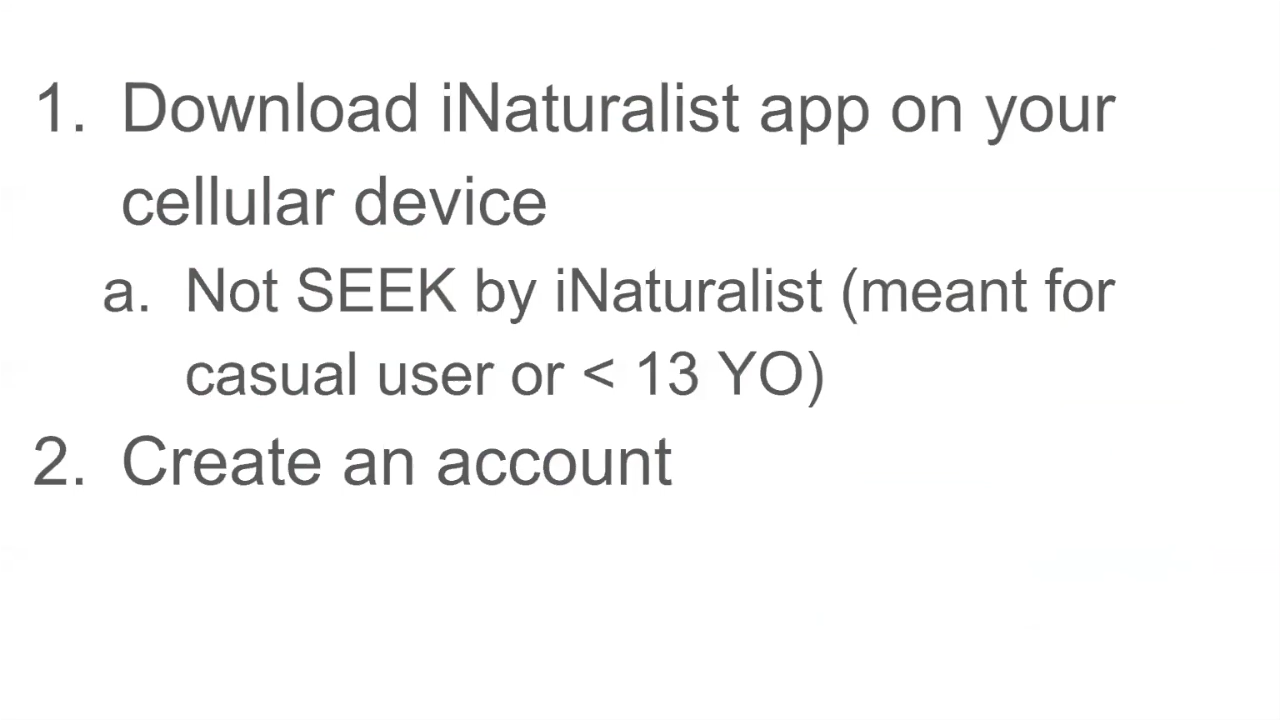 1. Download iNaturalist app on your
cellular device
a. Not SEEK by iNaturalist (meant for
casual user or < 13 YO)
2. Create an account